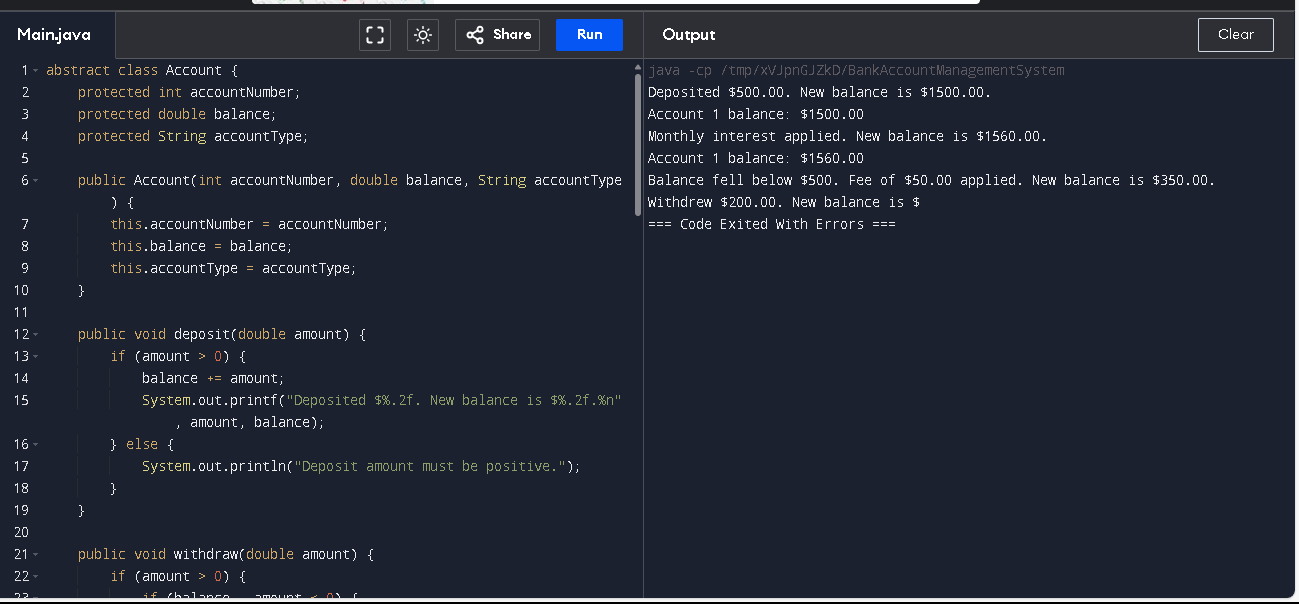 Main.java
Share
Run
Output
Clear
1 abstract class Account {
2 protected int accountNumber;
3 protected double balance;
4 protected String accountType;
5
6 public Account(int accountNumber, double balance, String accountType
) {
7 this.accountNumber = accountNumber;
8 this.balance = balance;
9 this.accountType = accountType;
10 }
11
12 public void deposit(double amount) {
13 if (amount > 0) {
14 balance += amount;
15 System.out.printf("Deposited $%.2f. New balance is $%.2f.%n"
, amount, balance);
16 } else {
17 System.out.println("Deposit amount must be positive.");
18 }
19 }
20
21 public void withdraw(double amount) {
22 if (amount > 0) {
23 if (balance - amount < 0) {
java -cp /tmp/xVJpnGJZkD/BankAccountManagementSystem
Deposited $500.00. New balance is $1500.00.
Account 1 balance: $1500.00
Monthly interest applied. New balance is $1560.00.
Account 1 balance: $1560.00
Balance fell below $500. Fee of $50.00 applied. New balance is $350.00.
Withdrew $200.00. New balance is $
=== Code Exited With Errors ===